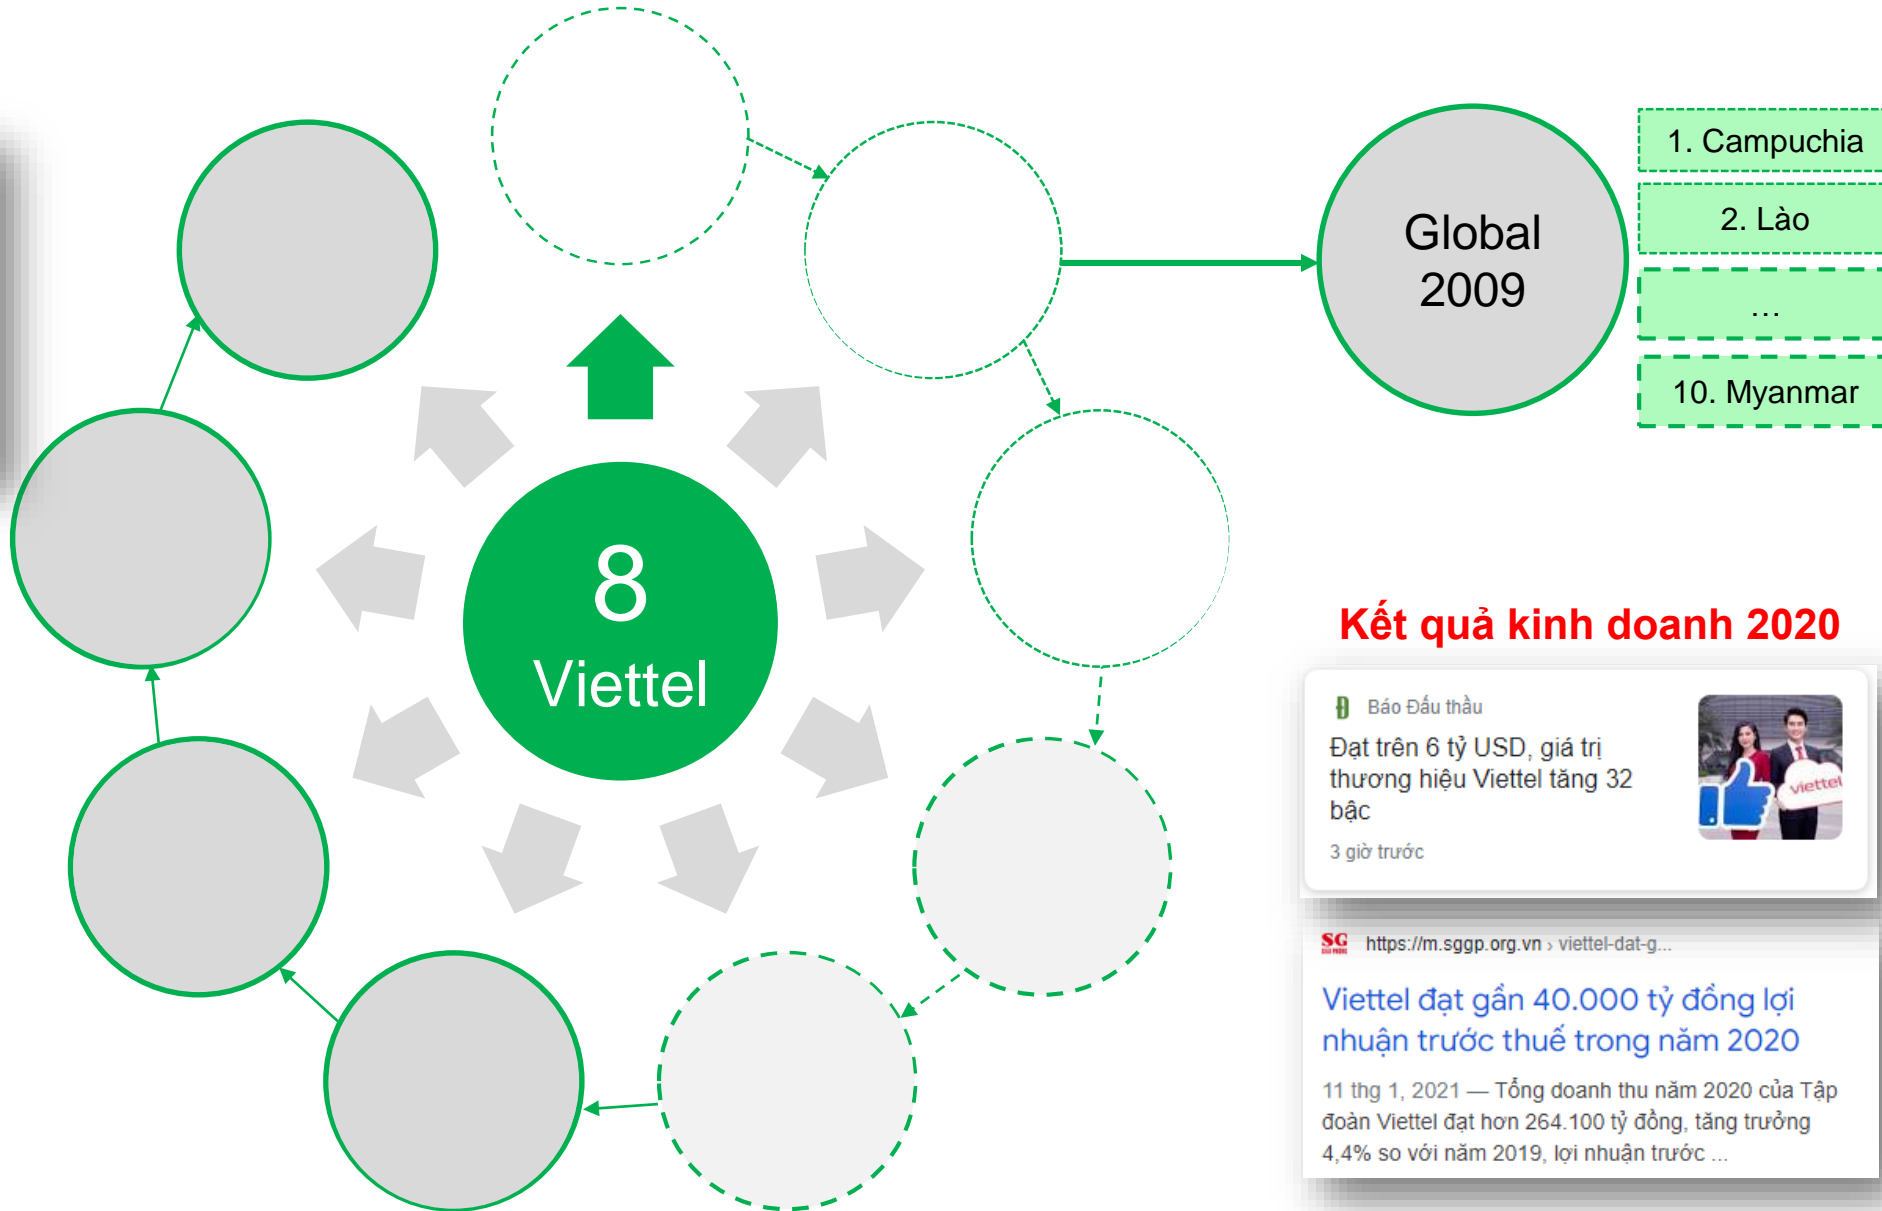 8
Viettel
Global
2009
1. Campuchia
2. Lào
...
10. Myanmar
Kết quả kinh doanh 2020
Báo Đấu thầu
Đạt trên 6 tỷ USD, giá trị
thương hiệu Viettel tăng 32
bậc
3 giờ trước
viettel
SG
https://m.sggp.org.vn › viettel-dat-g...
Viettel đạt gần 40.000 tỷ đồng lợi
nhuận trước thuế trong năm 2020
11 thg 1, 2021 — Tổng doanh thu năm 2020 của Tập
đoàn Viettel đạt hơn 264.100 tỷ đồng, tăng trưởng
4,4% so với năm 2019, lợi nhuận trước ...